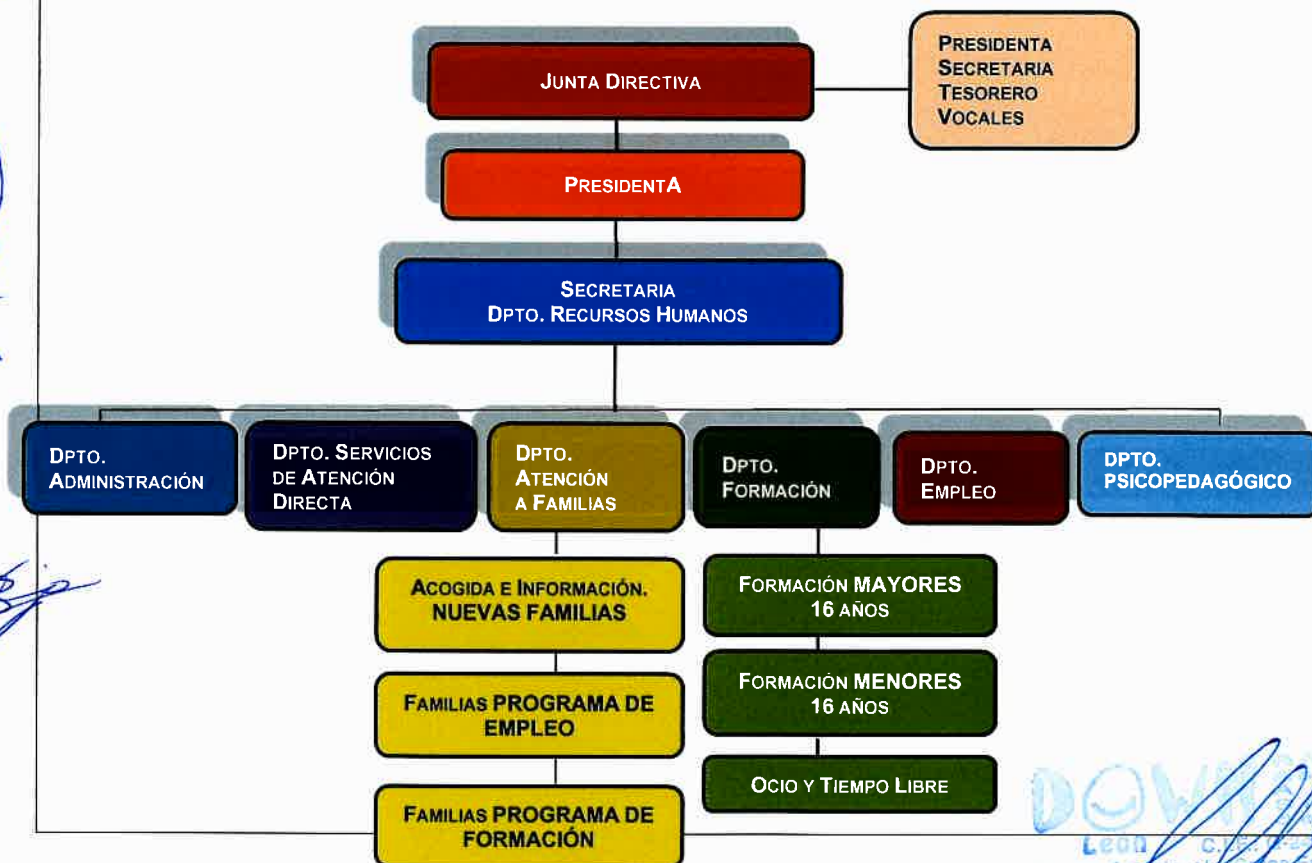 JUNTA DIRECTIVA
PRESIDENTA
SECRETARIA
TESORERO
VOCALES
PRESIDENTA
SECRETARIA
DPTO. RECURSOS HUMANOS
DPTO.
ADMINISTRACIÓN
DPTO. SERVICIOS
DE ATENCIÓN
DIRECTA
DPTO.
ATENCIÓN
A FAMILIAS
DPTO.
FORMACIÓN
DPTO.
EMPLEO
DPTO.
PSICOPEDAGÓGICO
ACOGIDA E INFORMACIÓN.
NUEVAS FAMILIAS
FAMILIAS PROGRAMA DE
EMPLEO
FAMILIAS PROGRAMA DE
FORMACIÓN
FORMACIÓN MAYORES
16 AÑOS
FORMACIÓN MENORES
16 AÑOS
OCIO Y TIEMPO LIBRE
DOWN
León